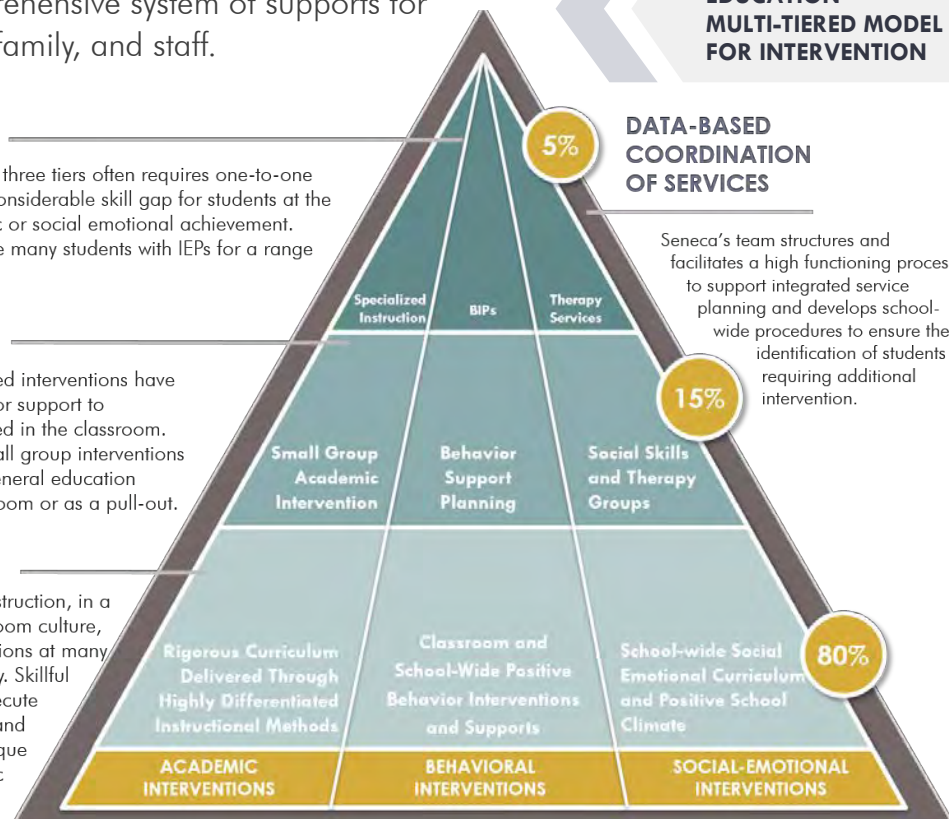 rehensive system of supports for
family, and staff.
EDUCATION
MULTI-TIERED MODEL
FOR INTERVENTION
5%
DATA-BASED
COORDINATION
OF SERVICES
three tiers often requires one-to-one
onsiderable skill gap for students at the
or social emotional achievement.
many students with IEPs for a range
Seneca's team structures and
facilitates a high functioning proces
to support integrated service
planning and develops school-
wide procedures to ensure the
identification of students
requiring additional
intervention.
Specialized
Instruction
BIPs
Therapy
Services
ed interventions have
or support to
ed in the classroom.
all group interventions
eneral education
oom or as a pull-out.
15%
Small Group
Academic
Intervention
Behavior
Support
Planning
Social Skills
and Therapy
Groups
struction, in a
oom culture,
ions at many
y. Skillful
ecute
and
que
80%
Rigorous Curriculum
Delivered Through
Highly Differentiated
Instructional Methods
Classroom and
School-Wide Positive
Behavior Interventions
and Supports
School-wide Social
Emotional Curriculum
and Positive School
Climate
ACADEMIC
INTERVENTIONS
BEHAVIORAL
INTERVENTIONS
SOCIAL-EMOTIONAL
INTERVENTIONS